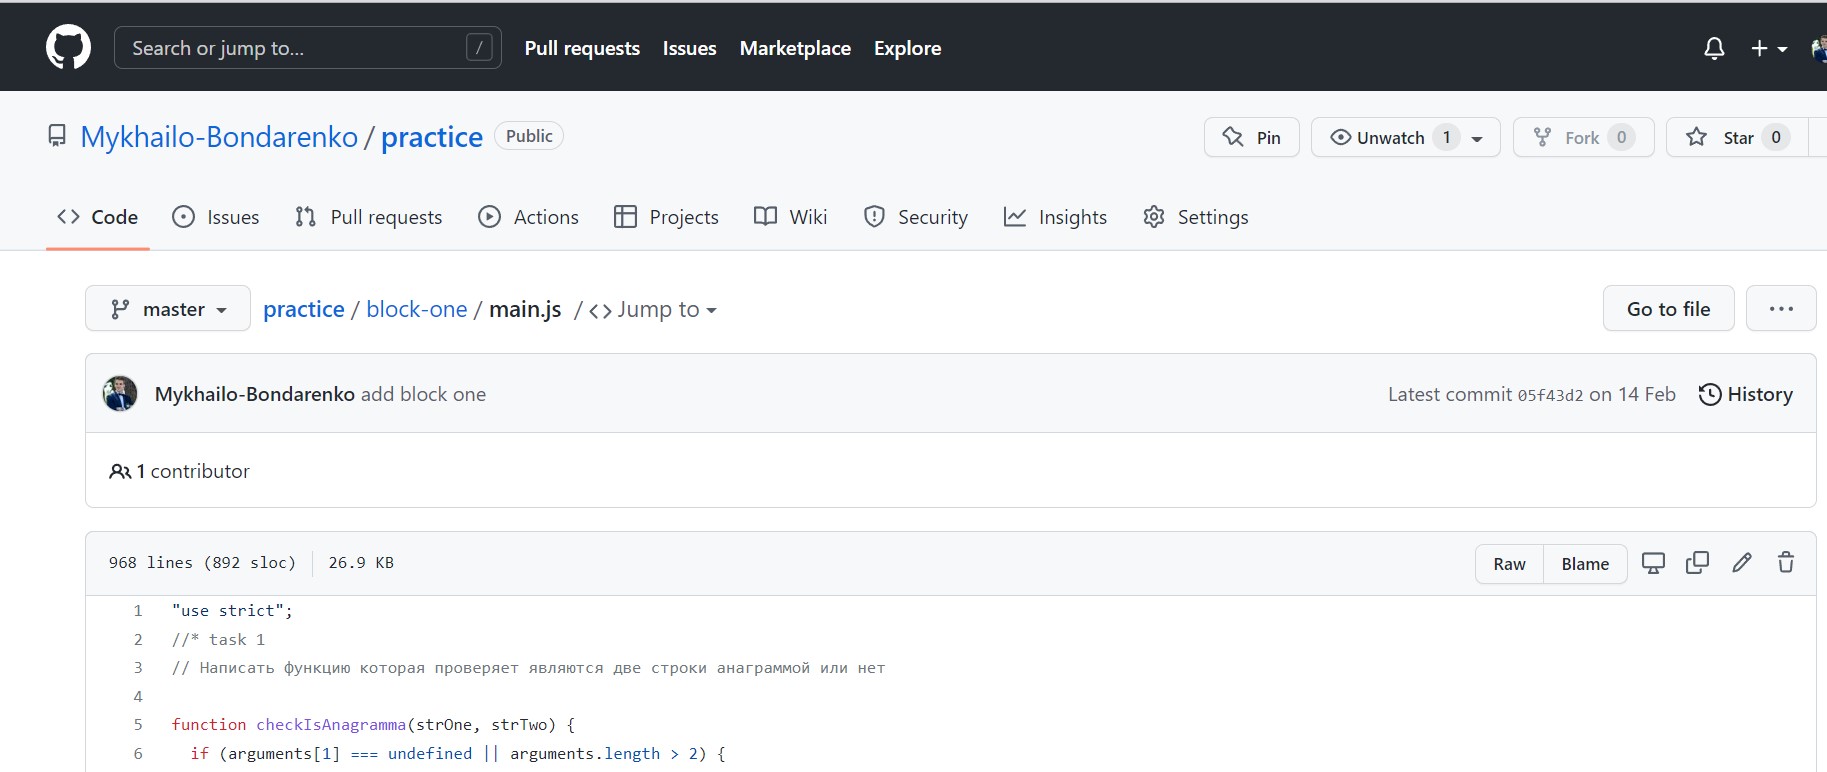 Search or jump to... /
Pull requests Issues Marketplace Explore
Mykhailo-Bondarenko / practice Public
Pin Unwatch 1 Fork 0 Star 0
Code Issues Pull requests Actions Projects Wiki Security Insights Settings
master practice / block-one / main.js / <> Jump to
Go to file ...
Mykhailo-Bondarenko add block one
Latest commit 05f43d2 on 14 Feb History
1 contributor
968 lines (892 sloc) 26.9 KB
Raw Blame
1 "use strict";
2 //* task 1
3 // Написать функцию которая проверяет являются две строки анаграммой или нет
4
5 function checkIsAnagramma(strOne, strTwo) {
6 if (arguments[1] === undefined || arguments.length > 2) {